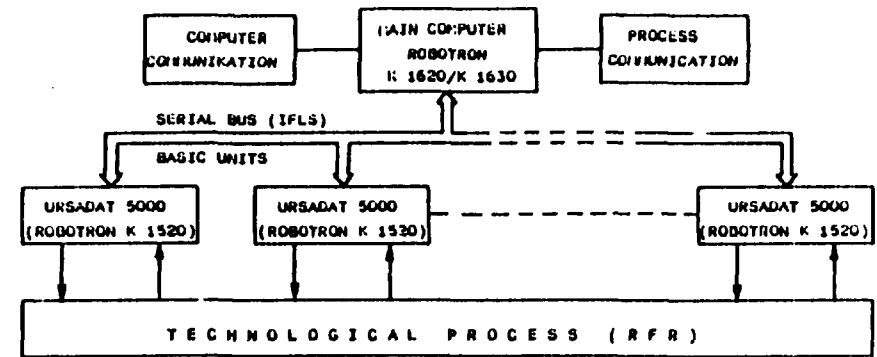 COMPUTER
COMMUNIKATION
MAIN COMPUTER
ROBOTRON
K 1620/K 1630
PROCESS
COMMUNICATION
SERIAL BUS (IFLS)
BASIC UNITS
URSADAT 5000
(ROBOTRON K 1520)
URSADAT 5000
(ROBOTRON K 1520)
URSADAT 5000
(ROBOTRON K 1520)
TECHNOLOGICAL PROCESS (RFR)